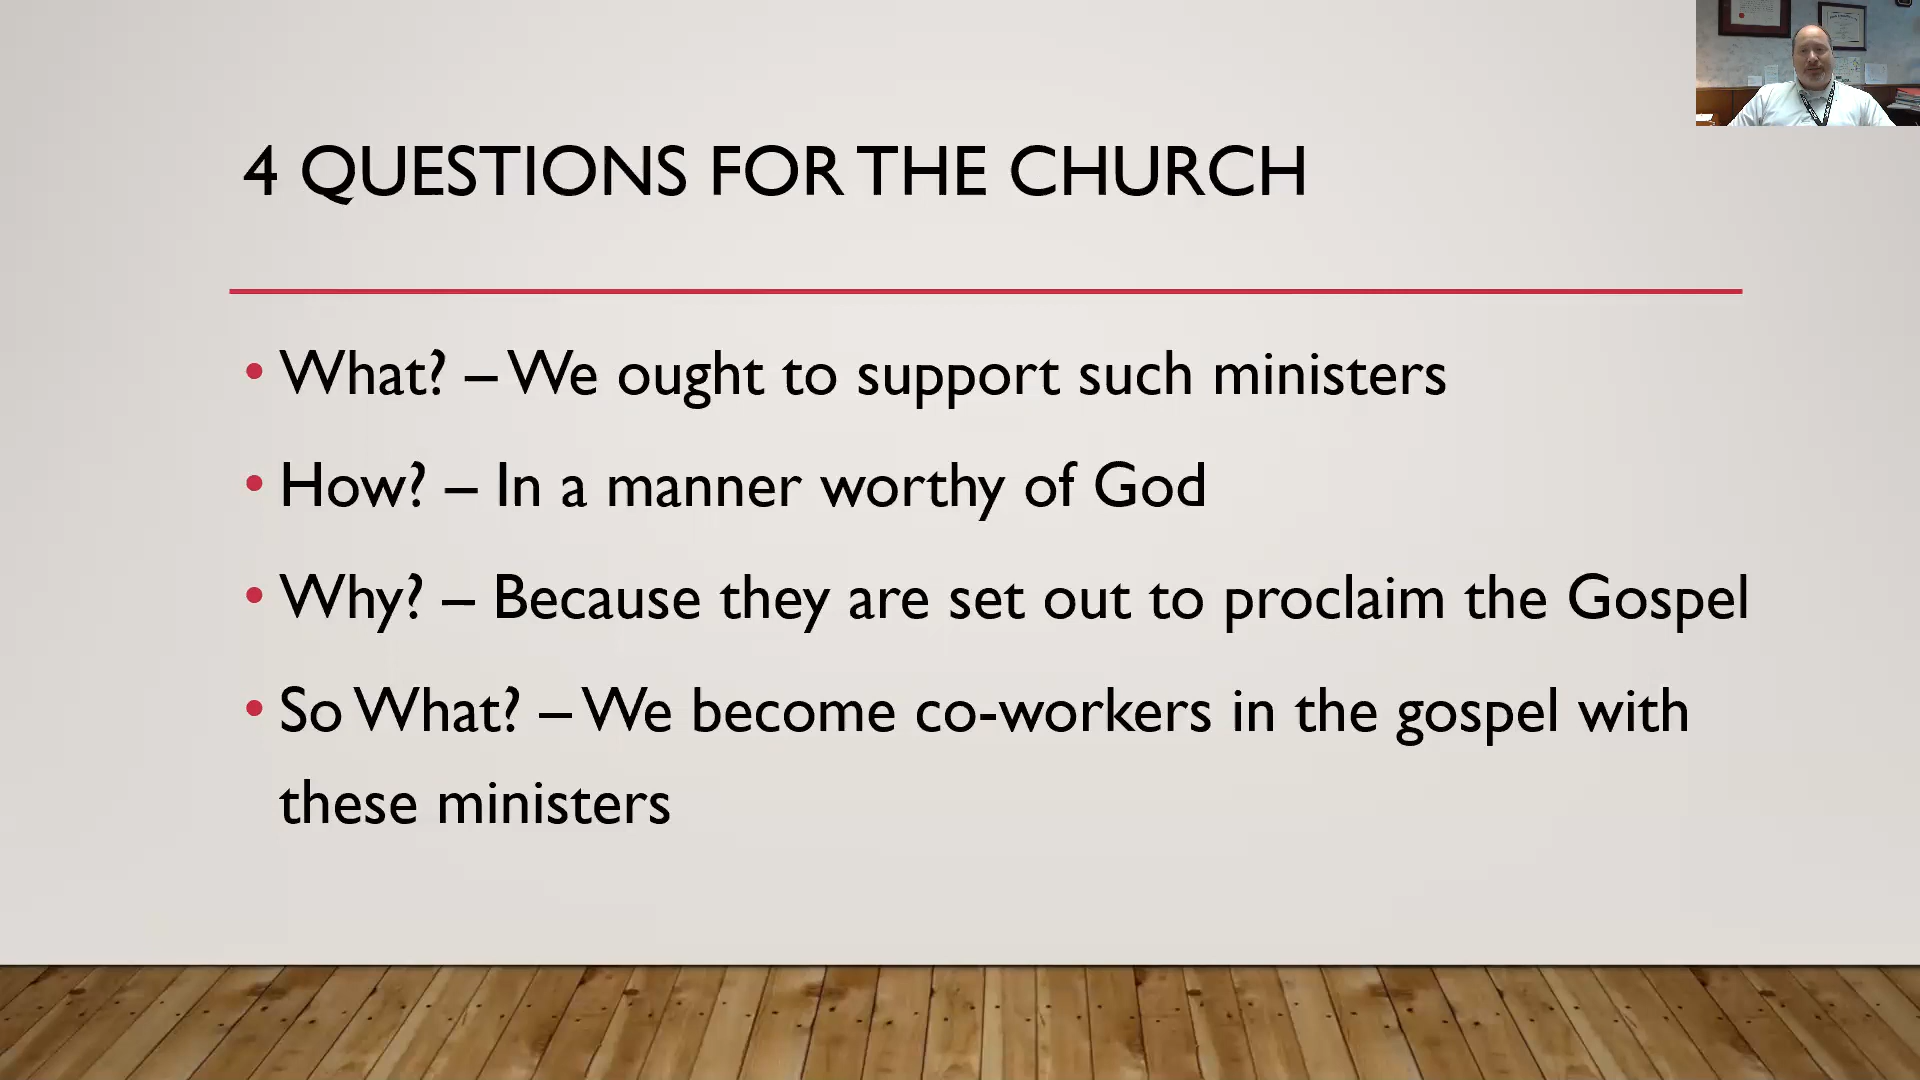 4 QUESTIONS FOR THE CHURCH
• What? – We ought to support such ministers
• How? – In a manner worthy of God
• Why? – Because they are set out to proclaim the Gospel
• So What? – We become co-workers in the gospel with
these ministers